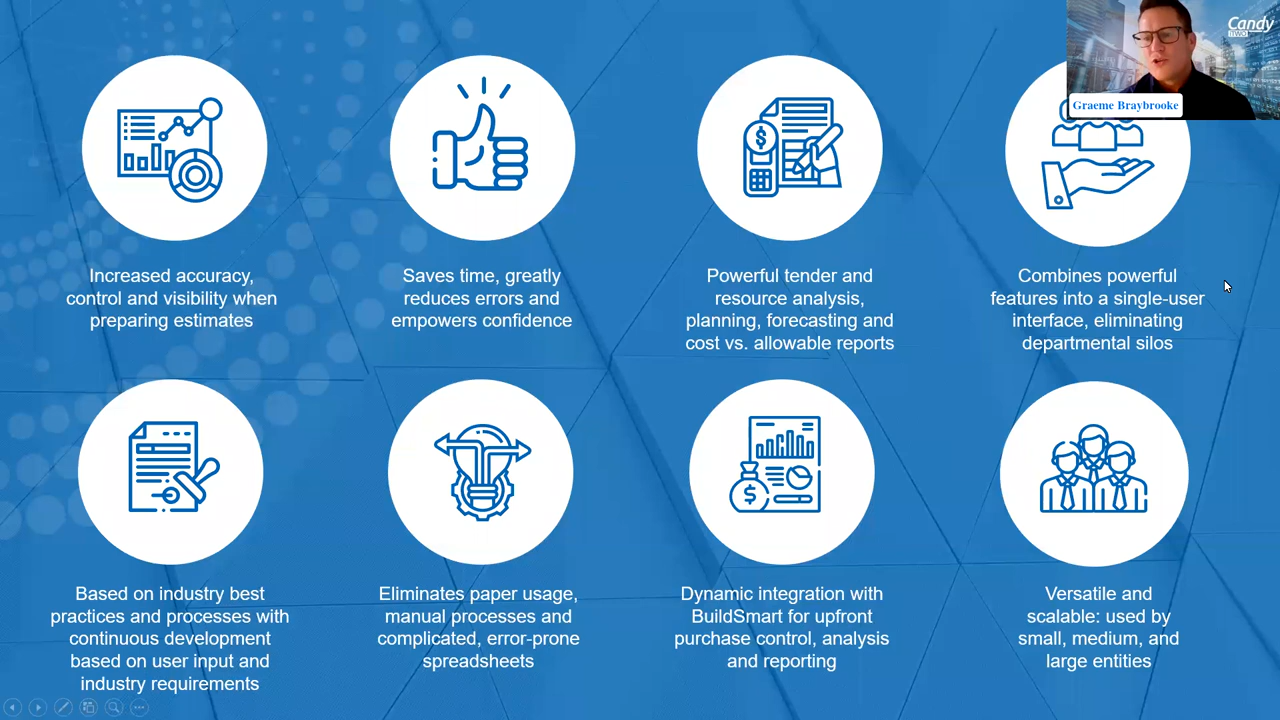 Candy
iTWO
Graeme Braybrooke
Increased accuracy,
control and visibility when
preparing estimates
Saves time, greatly
reduces errors and
empowers confidence
Powerful tender and
resource analysis,
planning, forecasting and
cost vs. allowable reports
Combines powerful
features into a single-user
interface, eliminating
departmental silos
Based on industry best
practices and processes with
continuous development
based on user input and
industry requirements
Eliminates paper usage,
manual processes and
complicated, error-prone
spreadsheets
Dynamic integration with
BuildSmart for upfront
purchase control, analysis
and reporting
Versatile and
scalable: used by
small, medium, and
large entities